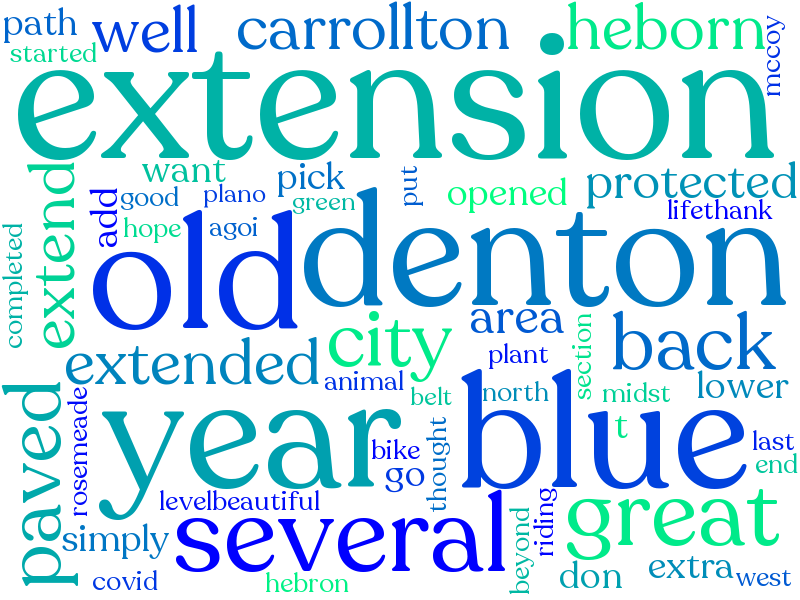 path
well
carrollton
heborn
mccoy
started
extension
want
pick
put
protected
good
plano
green
opened
lifethank
add
hope
agoi
completed
extend
old
denton
area
city
back
extended
plant
section
animal
belt
north
midst
lower
paved
rosemeade
year
bike
go
thought
blue
t
last
end
levelbeautiful
several
great
simply
beyond
riding
covid
hebron
don
extra
west